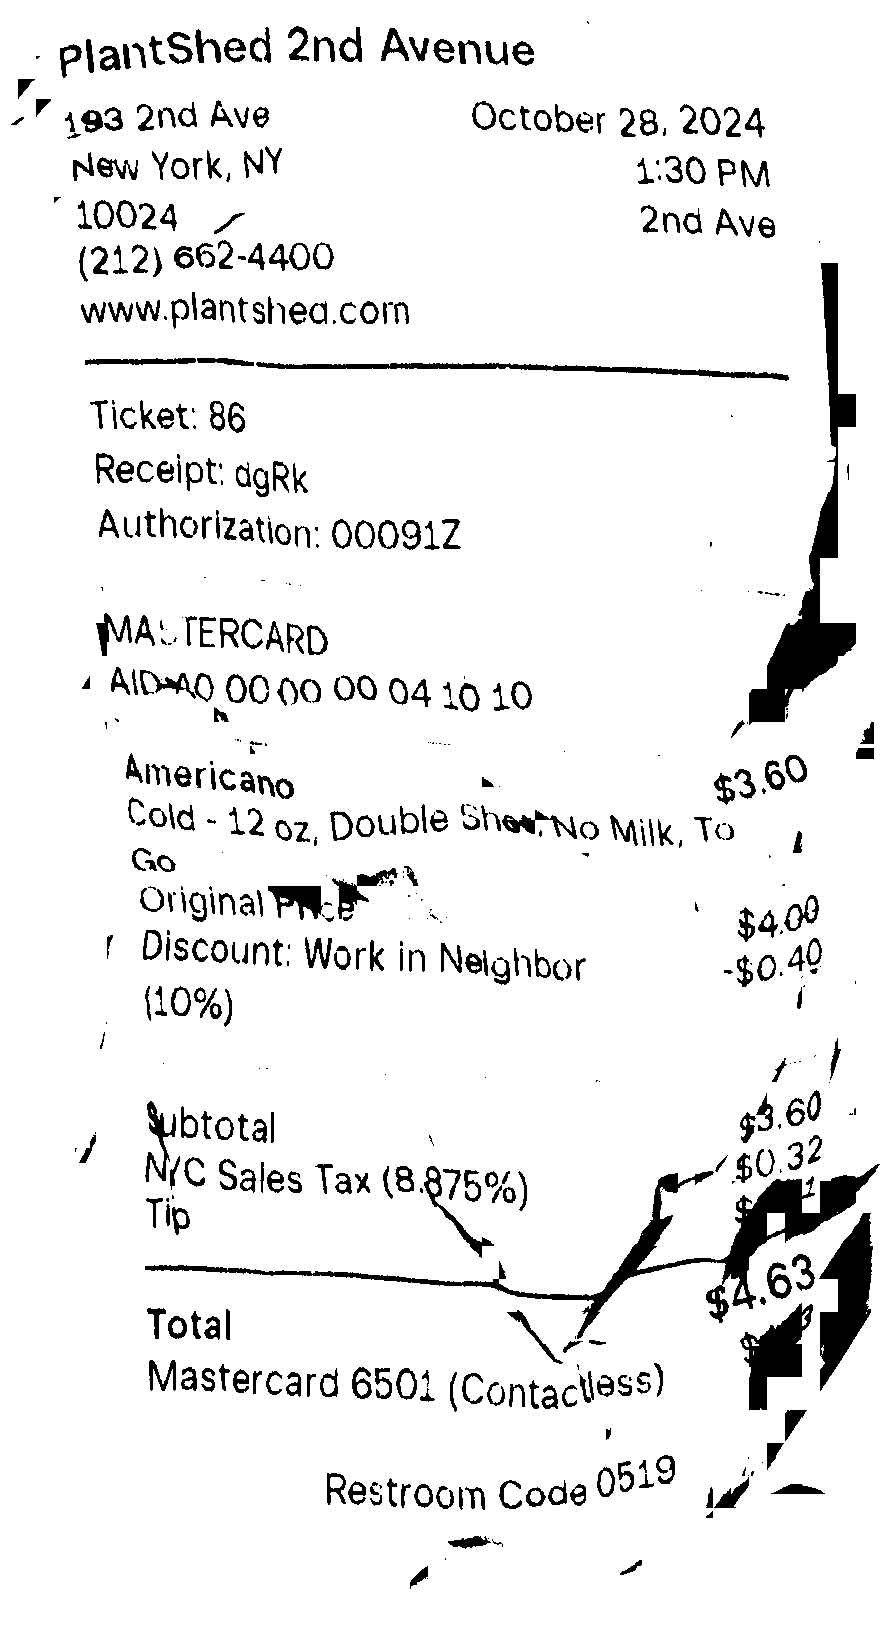 PlantShed 2nd Avenue
193 2nd Ave October 28, 2024
New York, NY 1:30 PM
10024 2nd Ave
(212) 662-4400
www.plantshed.com
Ticket: 86
Receipt: dgRk
Authorization: 00091Z
MASTERCARD
AID A0 00 00 00 04 10 10
Americano $3.60
Cold - 12 oz, Double Shot, No Milk, To
Go
Original Price $4.00
Discount: Work in Neighbor -$0.40
(10%)
Subtotal $3.60
NYC Sales Tax (8.875%) $0.32
Tip
Total $4.63
Mastercard 6501 (Contactless)
Restroom Code 0519